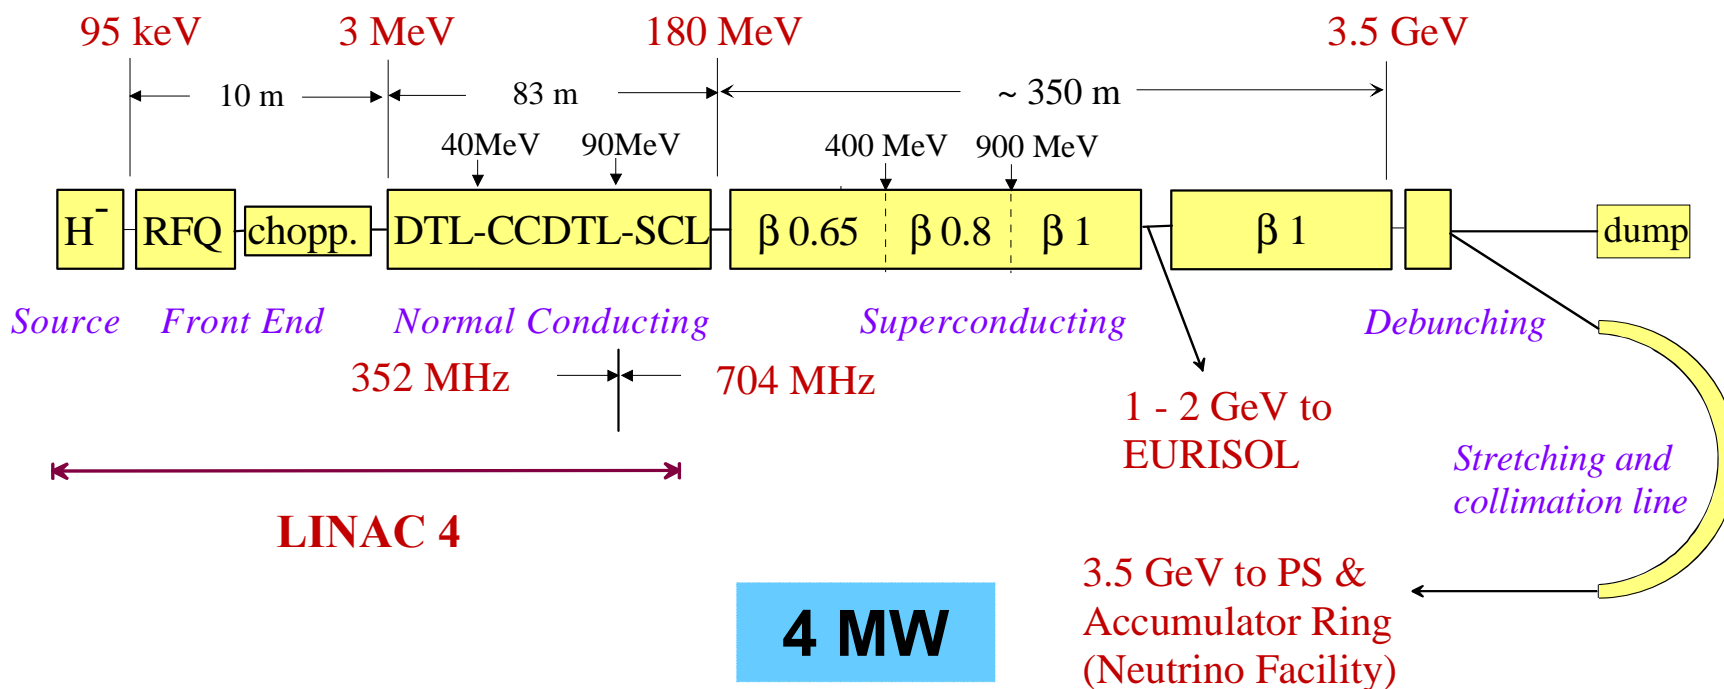 95 keV
3 MeV
180 MeV
3.5 GeV
10 m
83 m
~ 350 m
40MeV
90MeV
400 MeV
900 MeV
H⁻
RFQ
chopp.
DTL-CCDTL-SCL
β 0.65
β 0.8
β 1
β 1
dump
Source
Front End
Normal Conducting
Superconducting
Debunching
352 MHz
704 MHz
1 - 2 GeV to
EURISOL
Stretching and
collimation line
LINAC 4
3.5 GeV to PS &
Accumulator Ring
(Neutrino Facility)
4 MW